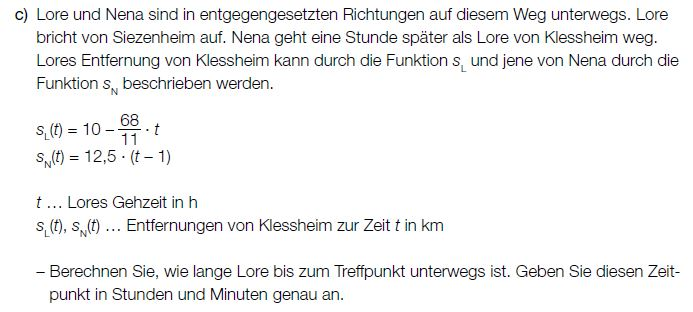 c) Lore und Nena sind in entgegengesetzten Richtungen auf diesem Weg unterwegs. Lore
bricht von Siezenheim auf. Nena geht eine Stunde später als Lore von Klessheim weg.
Lores Entfernung von Klessheim kann durch die Funktion s_L und jene von Nena durch die
Funktion s_N beschrieben werden.
s_L(t) = 10 – 68/11 · t
s_N(t) = 12,5 · (t – 1)
t … Lores Gehzeit in h
s_L(t), s_N(t) … Entfernungen von Klessheim zur Zeit t in km
– Berechnen Sie, wie lange Lore bis zum Treffpunkt unterwegs ist. Geben Sie diesen Zeit-
punkt in Stunden und Minuten genau an.